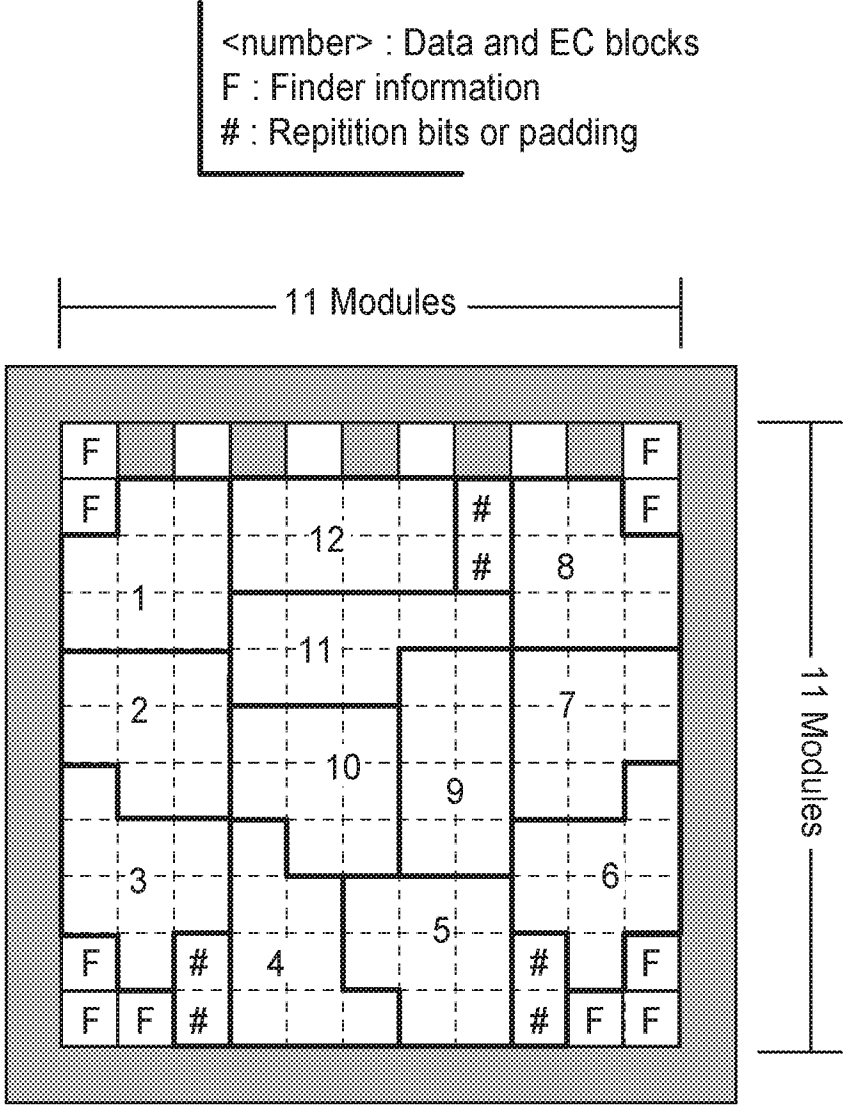 <number> : Data and EC blocks
F : Finder information
# : Repitition bits or padding
11 Modules
F F
F # F
12 # 8
1
11
2 7
10
9
3 6
5
F # 4 # F
F F # # F F
11 Modules